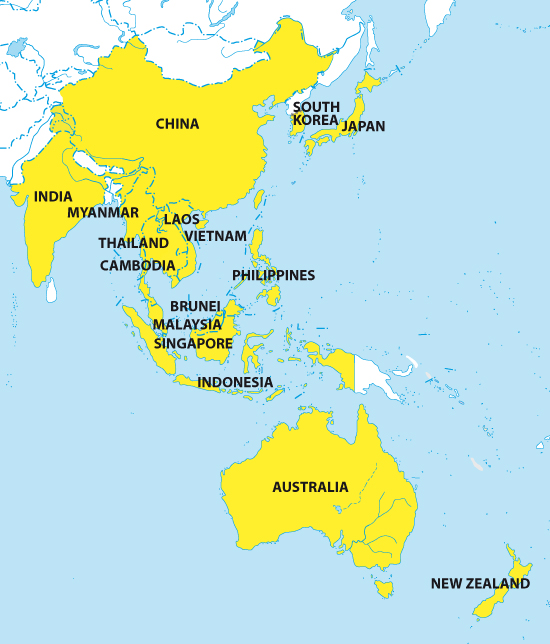 SOUTH
KOREA
JAPAN
CHINA
INDIA
MYANMAR
LAOS
VIETNAM
THAILAND
CAMBODIA
PHILIPPINES
BRUNEI
MALAYSIA
SINGAPORE
INDONESIA
AUSTRALIA
NEW ZEALAND